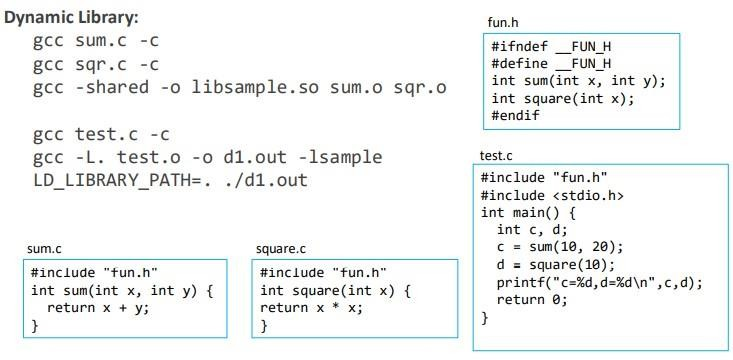 Dynamic Library:
gcc sum.c -c
gcc sqr.c -c
gcc -shared -o libsample.so sum.o sqr.o
gcc test.c -c
gcc -L. test.o -o d1.out -lsample
LD_LIBRARY_PATH=. ./d1.out
fun.h
#ifndef __FUN_H
#define __FUN_H
int sum(int x, int y);
int square(int x);
#endif
test.c
#include "fun.h"
#include <stdio.h>
int main() {
int c, d;
c = sum(10, 20);
d = square(10);
printf("c=%d,d=%d\n",c,d);
return 0;
}
sum.c
#include "fun.h"
int sum(int x, int y) {
return x + y;
}
square.c
#include "fun.h"
int square(int x) {
return x * x;
}